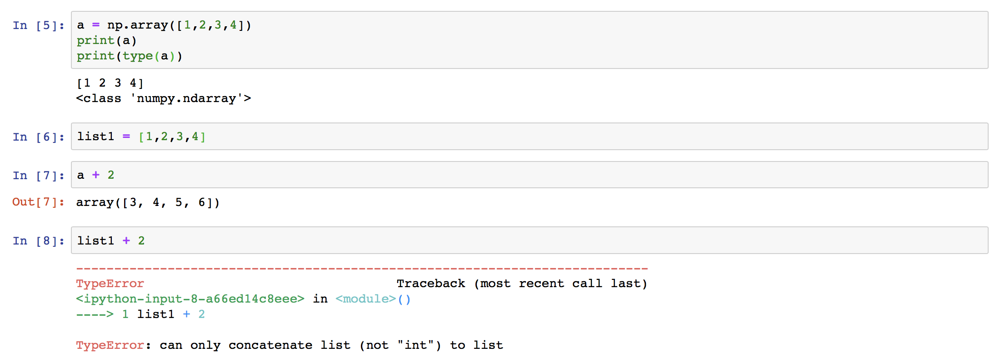 In [5]: a = np.array([1,2,3,4])
print(a)
print(type(a))
[1 2 3 4]
<class 'numpy.ndarray'>
In [6]: list1 = [1,2,3,4]
In [7]: a + 2
Out[7]: array([3, 4, 5, 6])
In [8]: list1 + 2
---------------------------------------------------------------------------
TypeError                                 Traceback (most recent call last)
<ipython-input-8-a66ed14c8eee> in <module>()
----> 1 list1 + 2
TypeError: can only concatenate list (not "int") to list